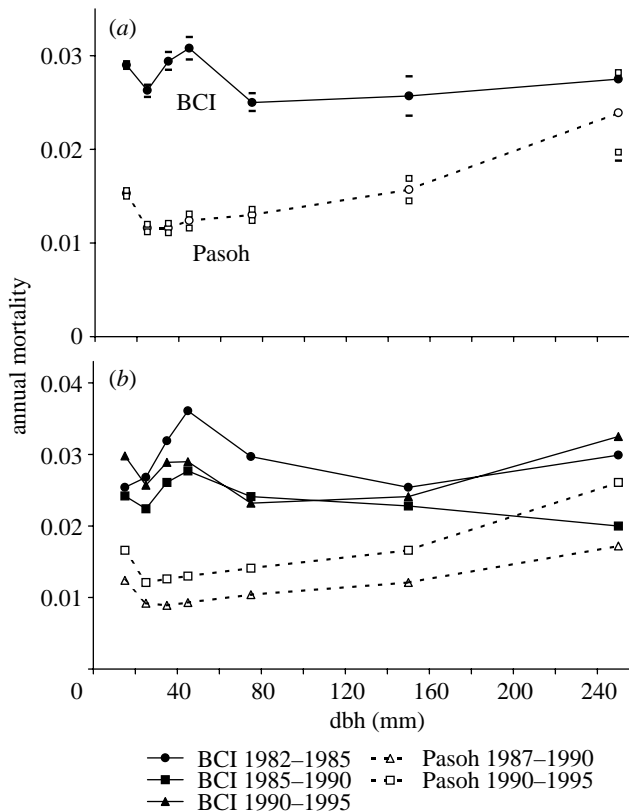 (a)
0.03
BCI
0.02
0.01
Pasoh
0
annual mortality
(b)
0.04
0.03
0.02
0.01
0 40 80 120 160 200 240
dbh (mm)
BCI 1982–1985 Pasoh 1987–1990
BCI 1985–1990 Pasoh 1990–1995
BCI 1990–1995